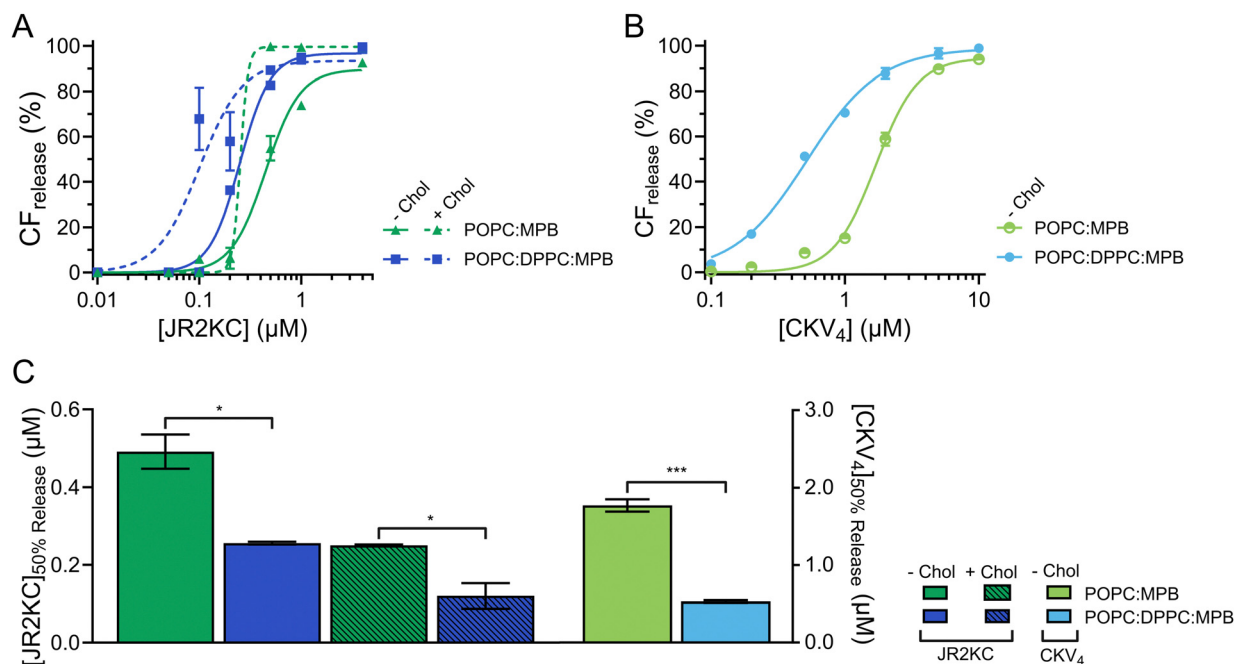 A
100
80
60
40
20
0
CFrelease (%)
0.01
0.1
1
[JR2KC] (µM)
- Chol
+ Chol
POPC:MPB
POPC:DPPC:MPB
B
100
80
60
40
20
0
CFrelease (%)
0.1
1
10
[CKV4] (µM)
- Chol
POPC:MPB
POPC:DPPC:MPB
C
0.6
0.4
0.2
0.0
[JR2KC]50% Release (µM)
*
*
***
3.0
2.0
1.0
0.0
[CKV4]50% Release (µM)
- Chol + Chol - Chol
POPC:MPB
POPC:DPPC:MPB
JR2KC CKV4